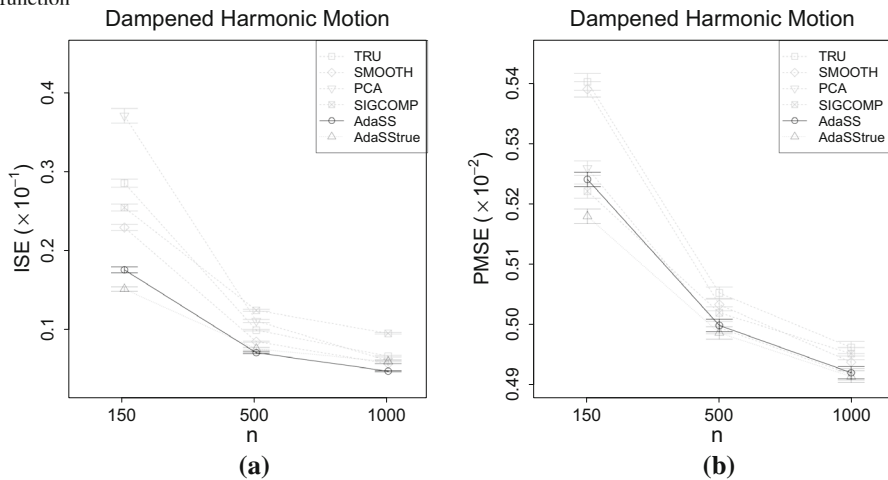 function
Dampened Harmonic Motion
ISE (×10⁻¹)
0.4
0.3
0.2
0.1
TRU
SMOOTH
PCA
SIGCOMP
AdaSS
AdaSStrue
150
500
1000
n
(a)
Dampened Harmonic Motion
PMSE (×10⁻²)
0.54
0.53
0.52
0.51
0.50
0.49
TRU
SMOOTH
PCA
SIGCOMP
AdaSS
AdaSStrue
150
500
1000
n
(b)